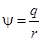 ψ = q/r